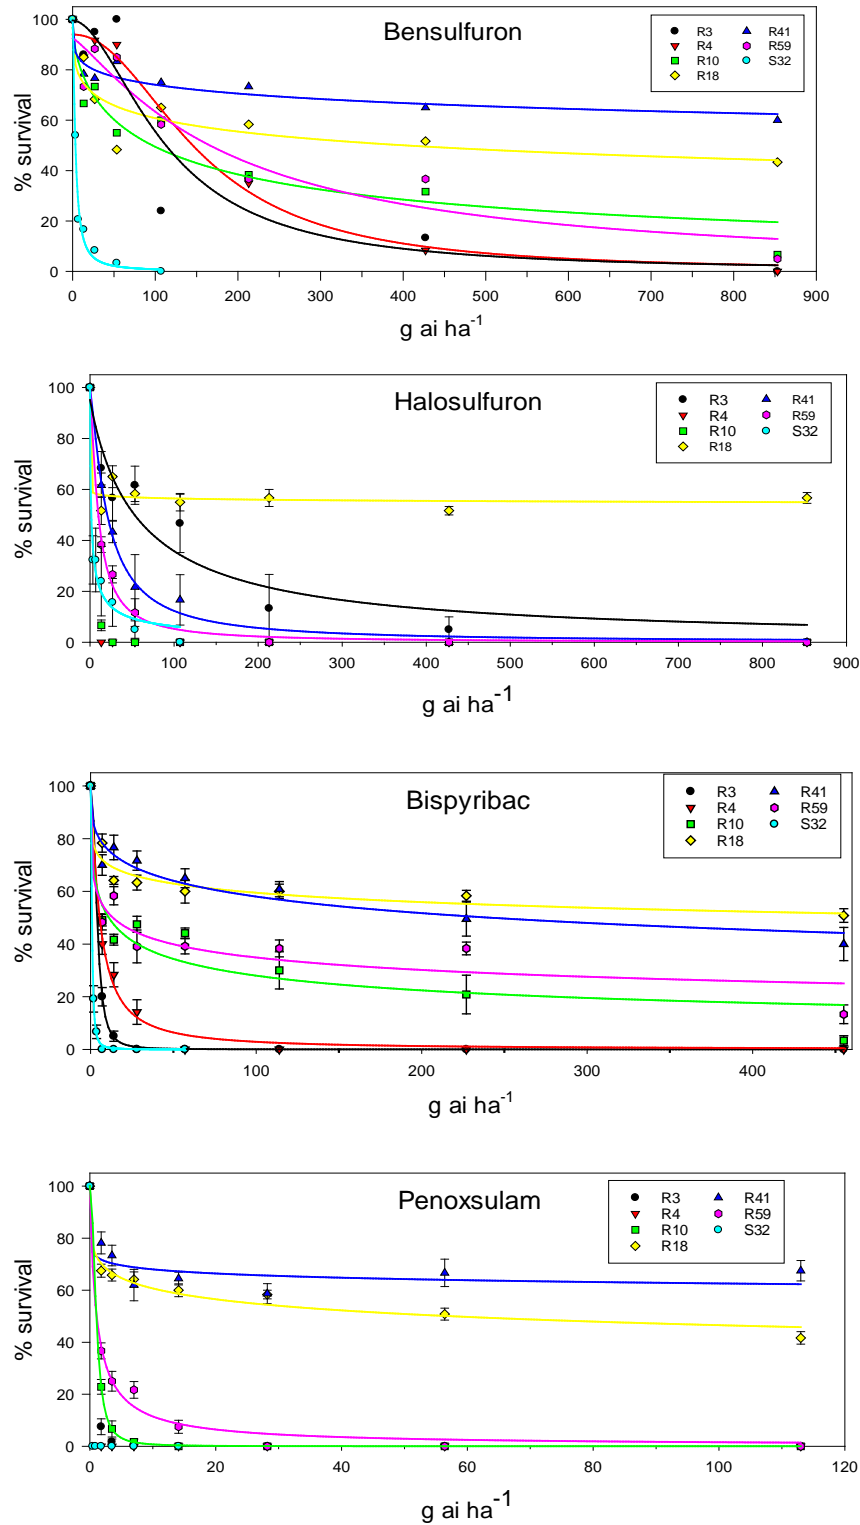 Bensulfuron
R3 R41
R4 R59
R10 S32
R18
% survival
100
80
60
40
20
0
0 100 200 300 400 500 600 700 800 900
g ai ha-1
Halosulfuron
R3 R41
R4 R59
R10 S32
R18
% survival
100
80
60
40
20
0
0 100 200 300 400 500 600 700 800 900
g ai ha-1
Bispyribac
R3 R41
R4 R59
R10 S32
R18
% survival
100
80
60
40
20
0
0 100 200 300 400
g ai ha-1
Penoxsulam
R3 R41
R4 R59
R10 S32
R18
% survival
100
80
60
40
20
0
0 20 40 60 80 100 120
g ai ha-1